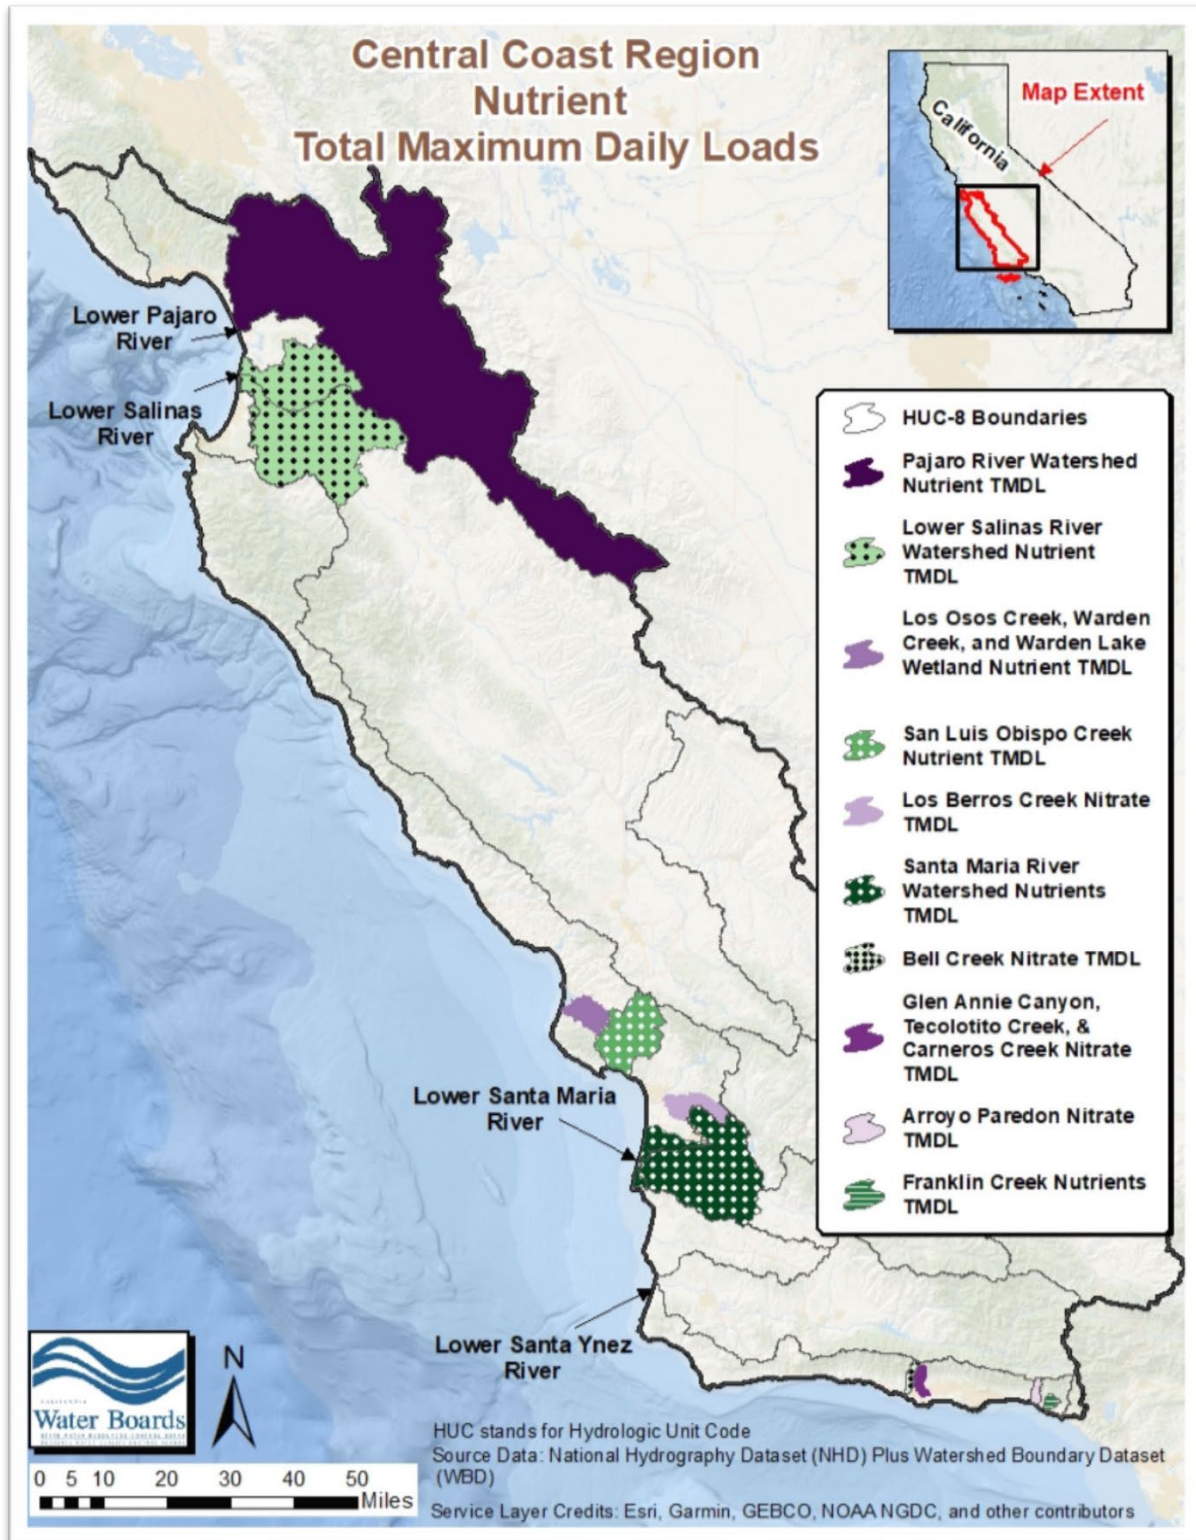 Central Coast Region
Nutrient
Total Maximum Daily Loads
Map Extent
California
Lower Pajaro
River
Lower Salinas
River
Lower Santa Maria
River
Lower Santa Ynez
River
HUC-8 Boundaries
Pajaro River Watershed
Nutrient TMDL
Lower Salinas River
Watershed Nutrient
TMDL
Los Osos Creek, Warden
Creek, and Warden Lake
Wetland Nutrient TMDL
San Luis Obispo Creek
Nutrient TMDL
Los Berros Creek Nitrate
TMDL
Santa Maria River
Watershed Nutrients
TMDL
Bell Creek Nitrate TMDL
Glen Annie Canyon,
Tecolotito Creek, &
Carneros Creek Nitrate
TMDL
Arroyo Paredon Nitrate
TMDL
Franklin Creek Nutrients
TMDL
CALIFORNIA
Water Boards
N
0 5 10 20 30 40 50
Miles
HUC stands for Hydrologic Unit Code
Source Data: National Hydrography Dataset (NHD) Plus Watershed Boundary Dataset
(WBD)
Service Layer Credits: Esri, Garmin, GEBCO, NOAA NGDC, and other contributors